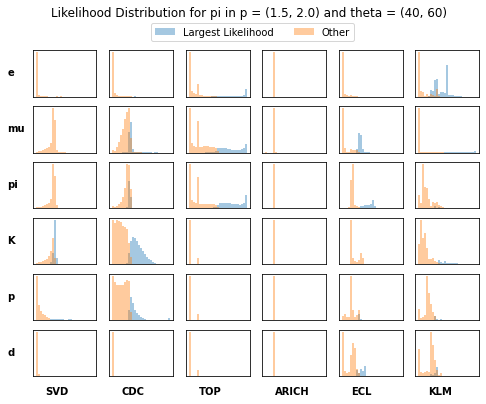 Likelihood Distribution for pi in p = (1.5, 2.0) and theta = (40, 60)
Largest Likelihood Other
e
mu
pi
K
p
d
SVD CDC TOP ARICH ECL KLM